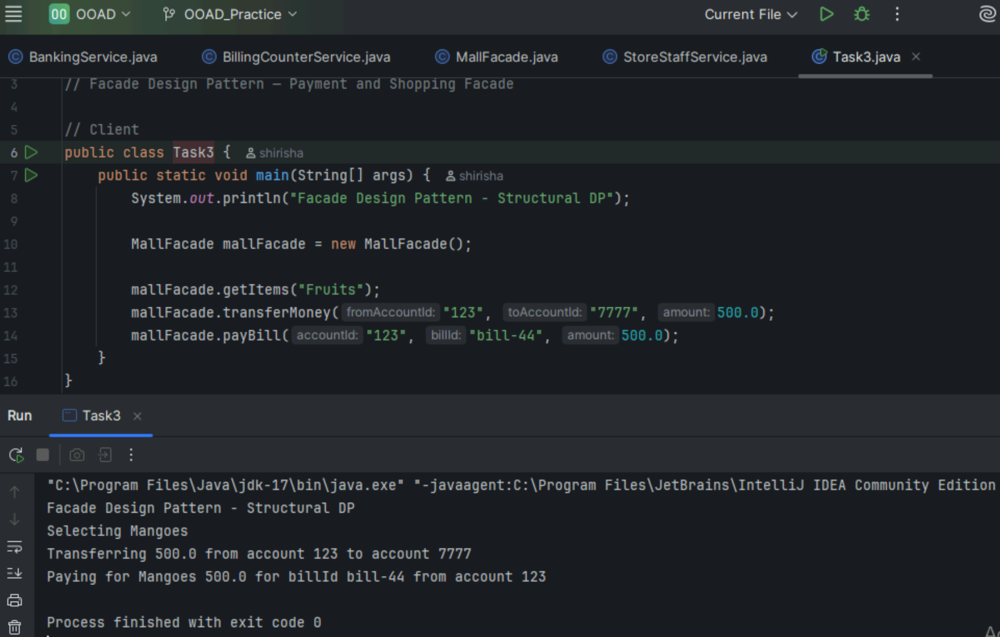 OO OOAD OOAD_Practice Current File
BankingService.java BillingCounterService.java MallFacade.java StoreStaffService.java Task3.java
3 // Facade Design Pattern – Payment and Shopping Facade
4
5 // Client
6 public class Task3 { shirisha
7 public static void main(String[] args) { shirisha
8 System.out.println("Facade Design Pattern - Structural DP");
9
10 MallFacade mallFacade = new MallFacade();
11
12 mallFacade.getItems("Fruits");
13 mallFacade.transferMoney( fromAccountId: "123", toAccountId: "7777", amount: 500.0);
14 mallFacade.payBill( accountId: "123", billId: "bill-44", amount: 500.0);
15 }
16 }
Run Task3
"C:\Program Files\Java\jdk-17\bin\java.exe" "-javaagent:C:\Program Files\JetBrains\IntelliJ IDEA Community Edition
Facade Design Pattern - Structural DP
Selecting Mangoes
Transferring 500.0 from account 123 to account 7777
Paying for Mangoes 500.0 for billId bill-44 from account 123
Process finished with exit code 0